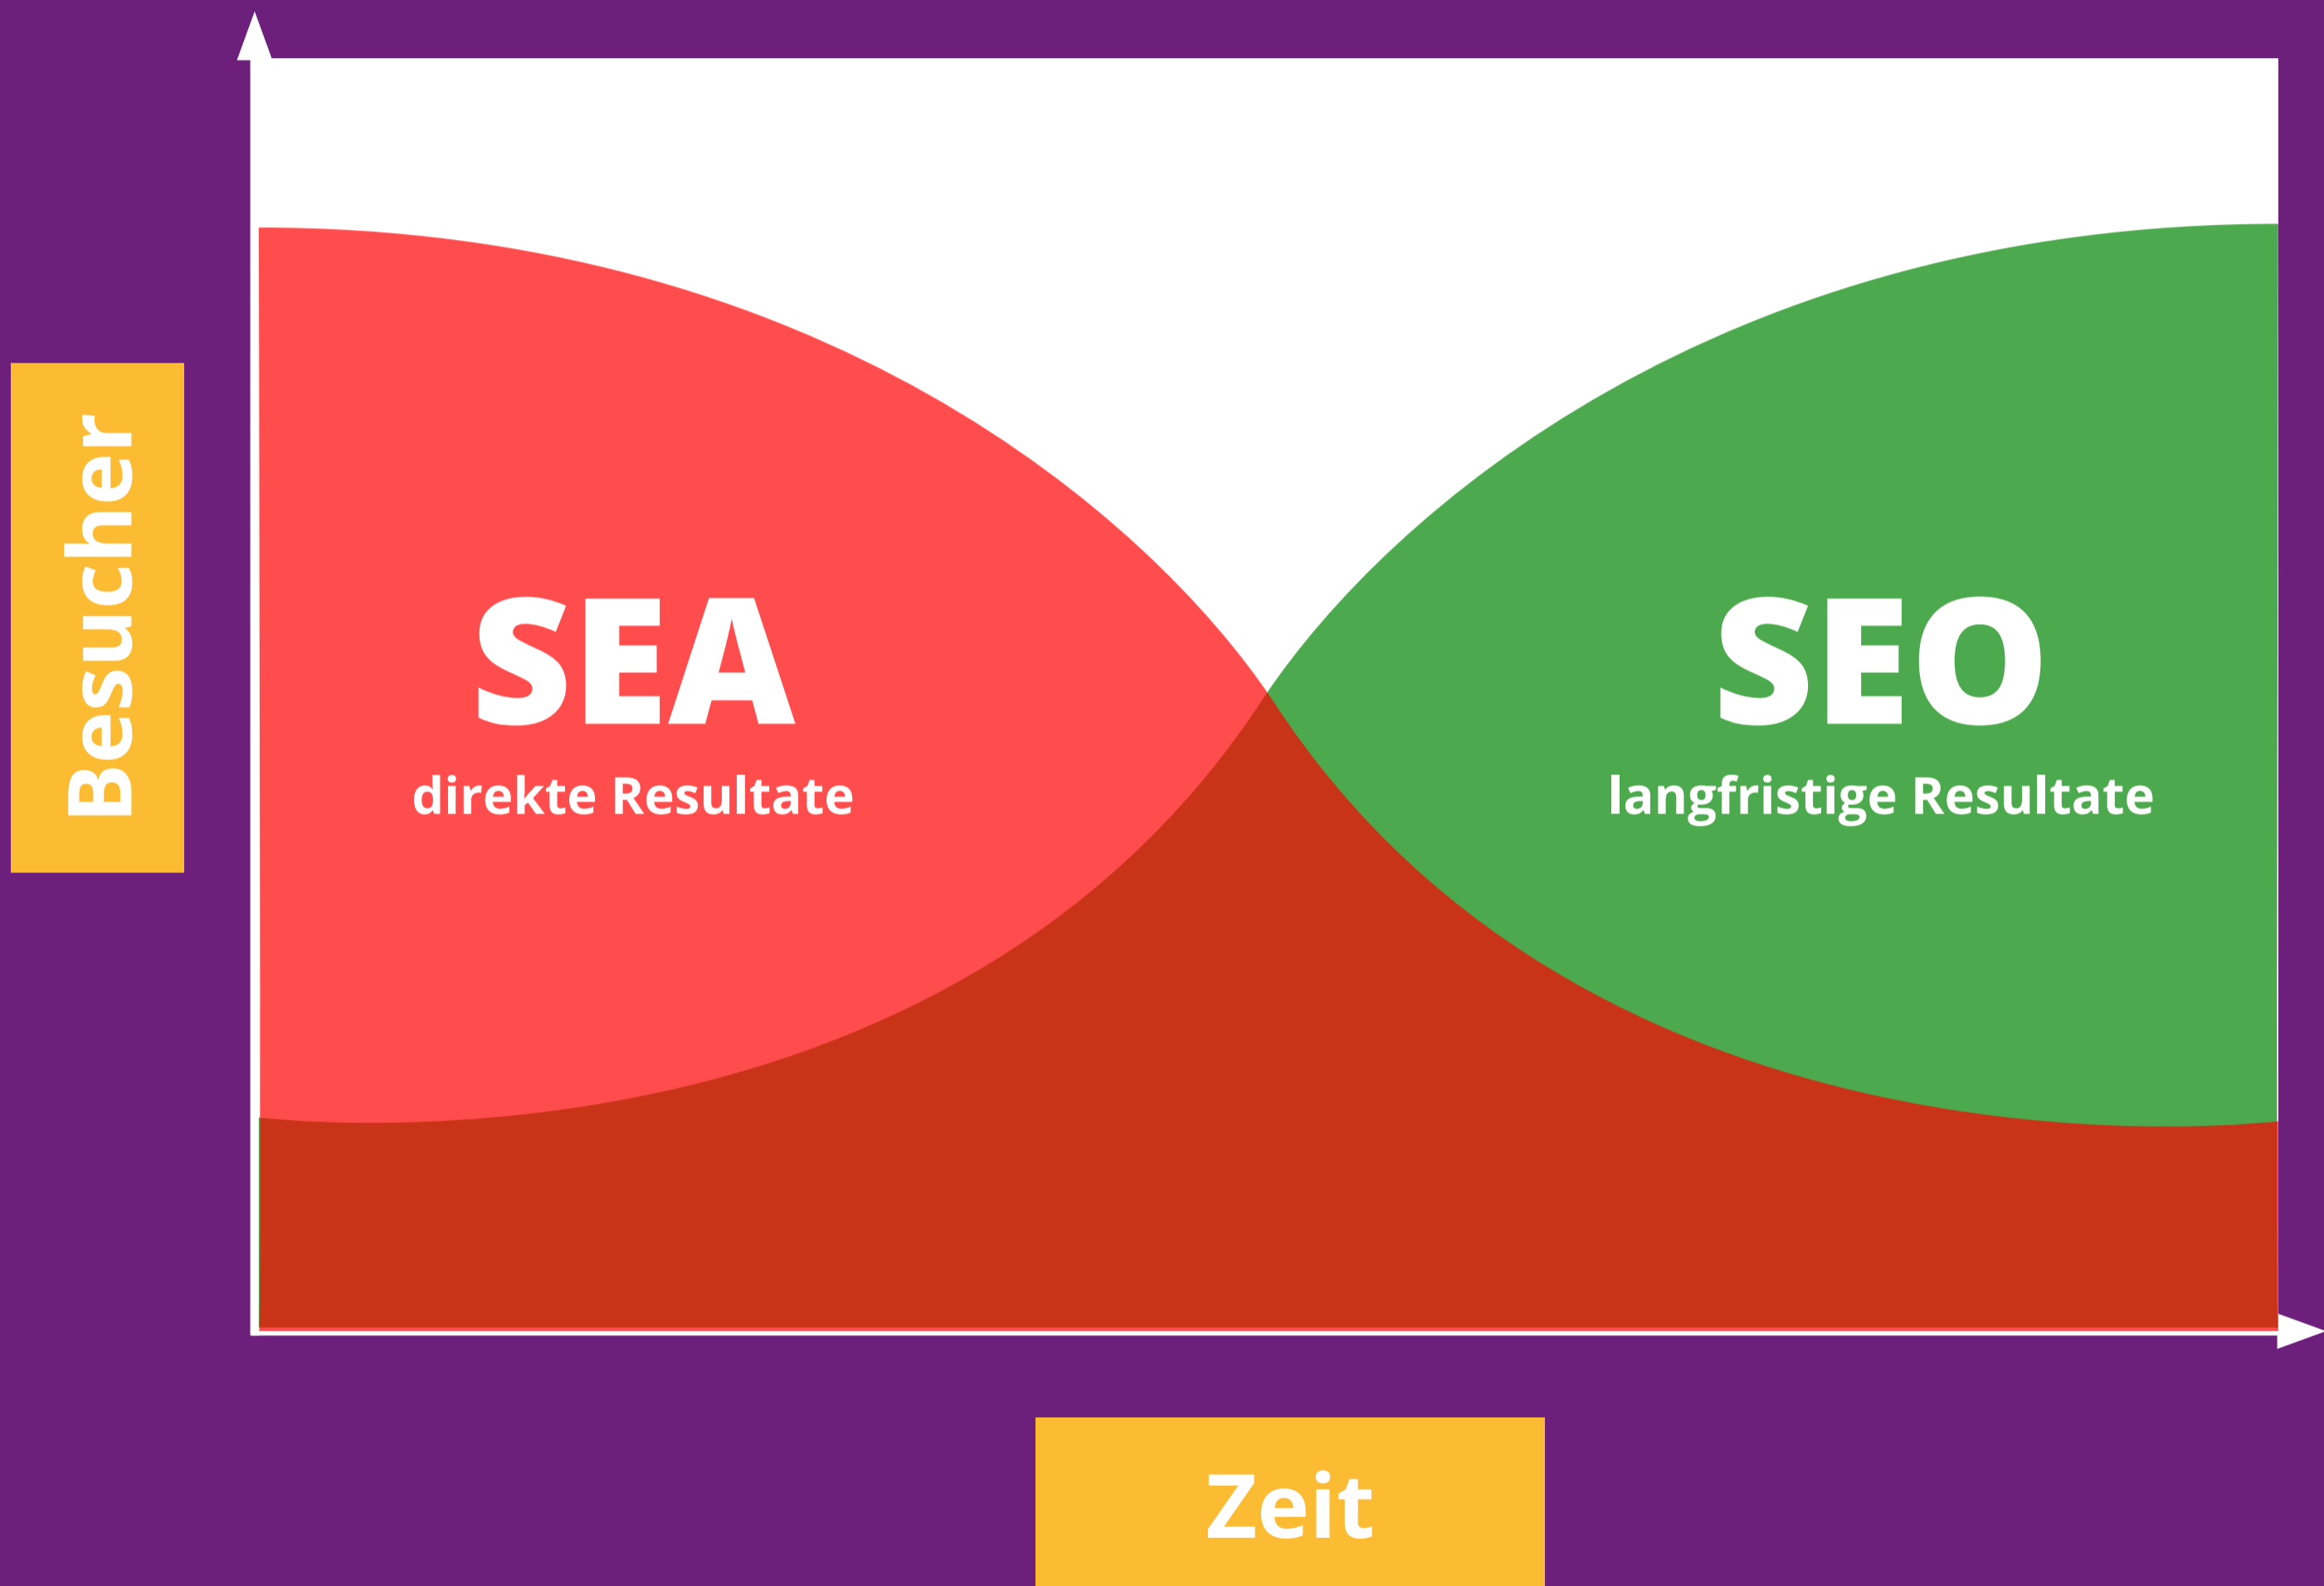 Besucher
SEA
direkte Resultate
SEO
langfristige Resultate
Zeit